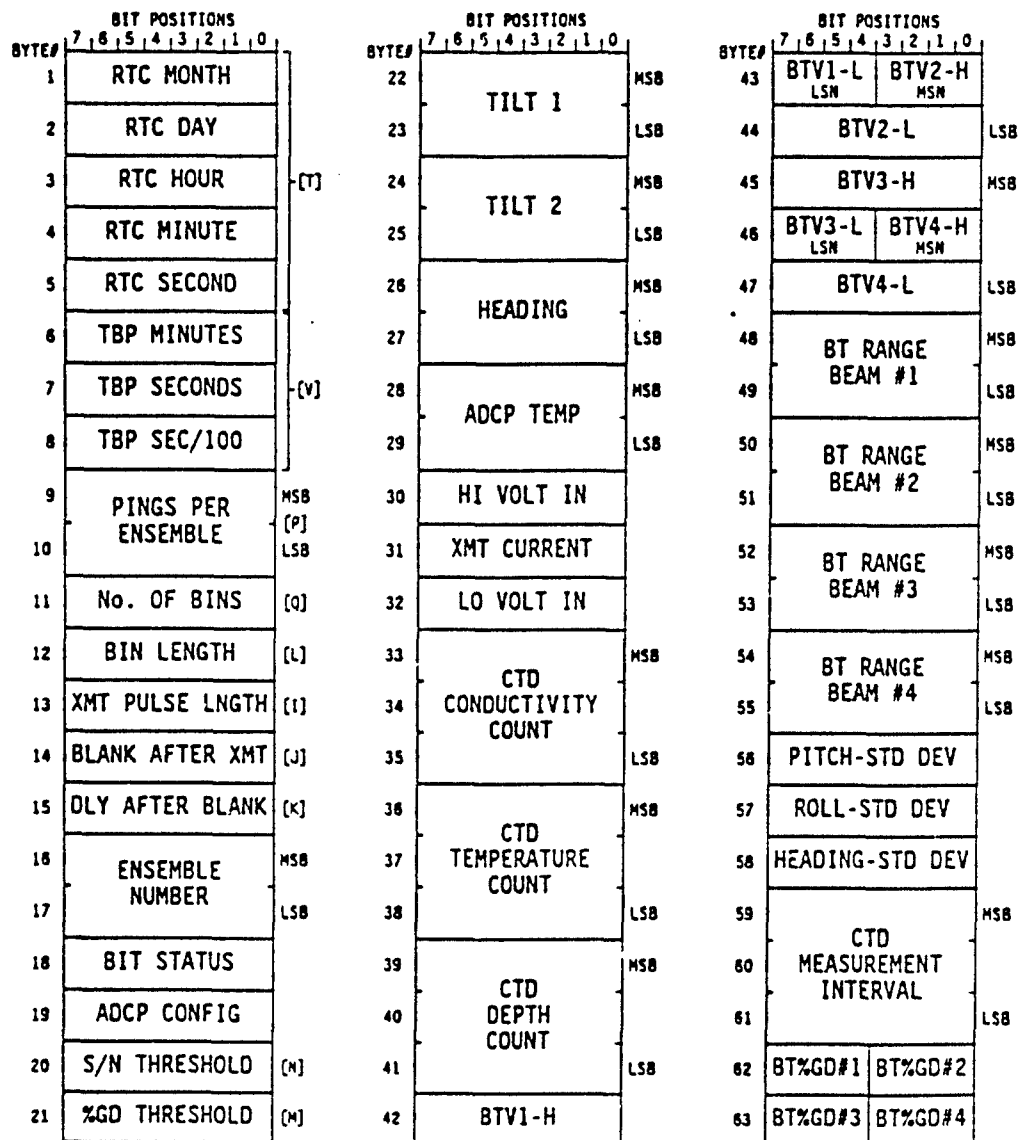 BIT POSITIONS
BYTE# 7 6 5 4 3 2 1 0
1 RTC MONTH
2 RTC DAY
3 RTC HOUR [T]
4 RTC MINUTE
5 RTC SECOND
6 TBP MINUTES
7 TBP SECONDS [V]
8 TBP SEC/100
9 MSB
PINGS PER
ENSEMBLE [P]
10 LSB
11 No. OF BINS [Q]
12 BIN LENGTH [L]
13 XMT PULSE LNGTH [I]
14 BLANK AFTER XMT [J]
15 DLY AFTER BLANK [K]
16 MSB
ENSEMBLE
NUMBER
17 LSB
18 BIT STATUS
19 ADCP CONFIG
20 S/N THRESHOLD [N]
21 %GD THRESHOLD [M]
BIT POSITIONS
BYTE# 7 6 5 4 3 2 1 0
22 MSB
TILT 1
23 LSB
24 MSB
TILT 2
25 LSB
26 MSB
HEADING
27 LSB
28 MSB
ADCP TEMP
29 LSB
30 HI VOLT IN
31 XMT CURRENT
32 LO VOLT IN
33 MSB
CTD
34 CONDUCTIVITY
COUNT
35 LSB
36 MSB
CTD
37 TEMPERATURE
COUNT
38 LSB
39 MSB
CTD
40 DEPTH
COUNT
41 LSB
42 BTV1-H
BIT POSITIONS
BYTE# 7 6 5 4 3 2 1 0
43 BTV1-L BTV2-H
LSN MSN
44 BTV2-L LSB
45 BTV3-H MSB
46 BTV3-L BTV4-H
LSN MSN
47 BTV4-L LSB
48 MSB
BT RANGE
BEAM #1
49 LSB
50 MSB
BT RANGE
BEAM #2
51 LSB
52 MSB
BT RANGE
BEAM #3
53 LSB
54 MSB
BT RANGE
BEAM #4
55 LSB
56 PITCH-STD DEV
57 ROLL-STD DEV
58 HEADING-STD DEV
59 MSB
CTD
60 MEASUREMENT
INTERVAL
61 LSB
62 BT%GD#1 BT%GD#2
63 BT%GD#3 BT%GD#4